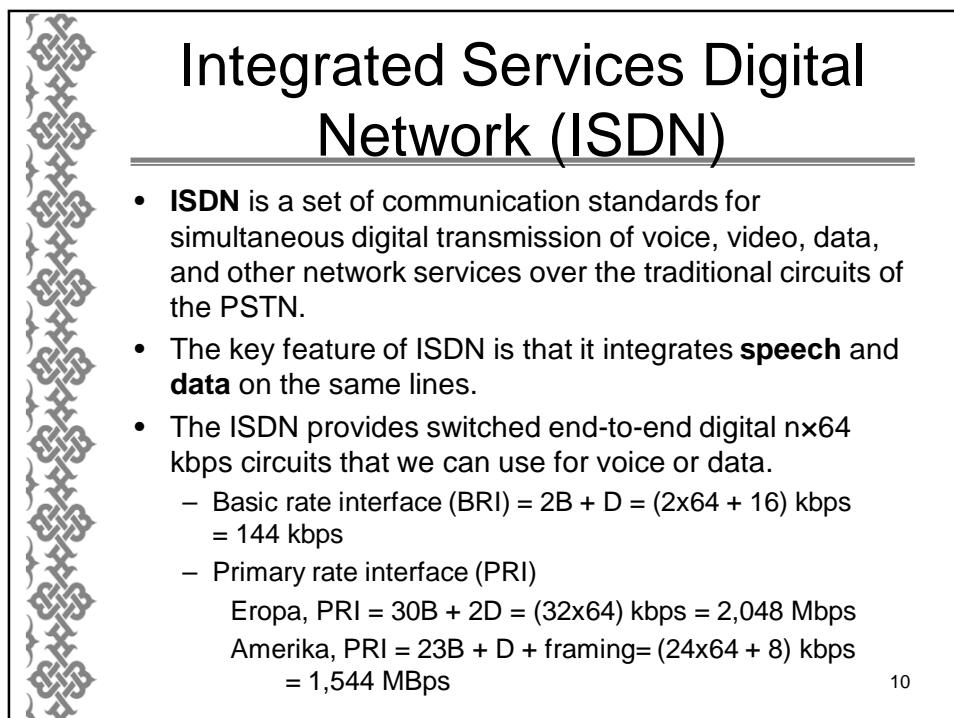 Integrated Services Digital
Network (ISDN)
• ISDN is a set of communication standards for
simultaneous digital transmission of voice, video, data,
and other network services over the traditional circuits of
the PSTN.
• The key feature of ISDN is that it integrates speech and
data on the same lines.
• The ISDN provides switched end-to-end digital n×64
kbps circuits that we can use for voice or data.
– Basic rate interface (BRI) = 2B + D = (2x64 + 16) kbps
= 144 kbps
– Primary rate interface (PRI)
Eropa, PRI = 30B + 2D = (32x64) kbps = 2,048 Mbps
Amerika, PRI = 23B + D + framing= (24x64 + 8) kbps
= 1,544 MBps
10